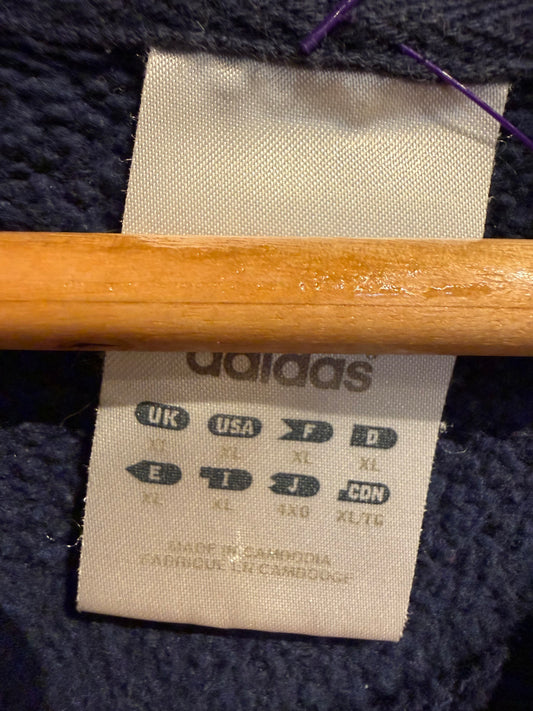 adidas
UK USA F D
XL XL XL XL
E I J CDN
XL XL 4XO XL/TG
MADE IN CAMBODIA
FABRIQUE EN CAMBODGE